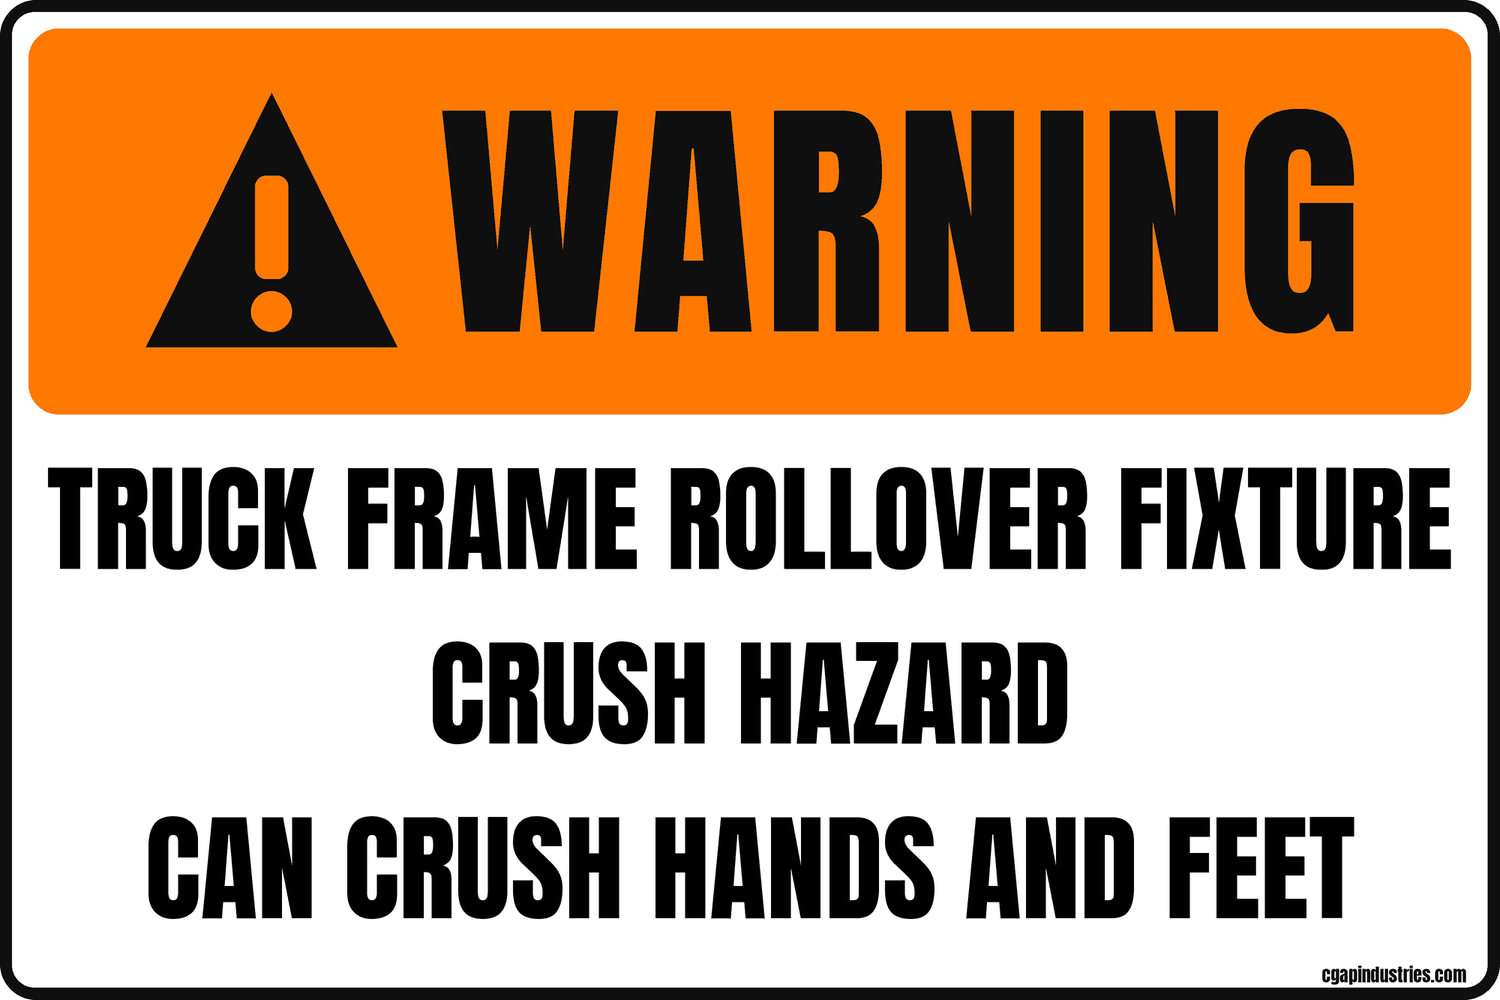 WARNING
TRUCK FRAME ROLLOVER FIXTURE
CRUSH HAZARD
CAN CRUSH HANDS AND FEET
cgapindustries.com